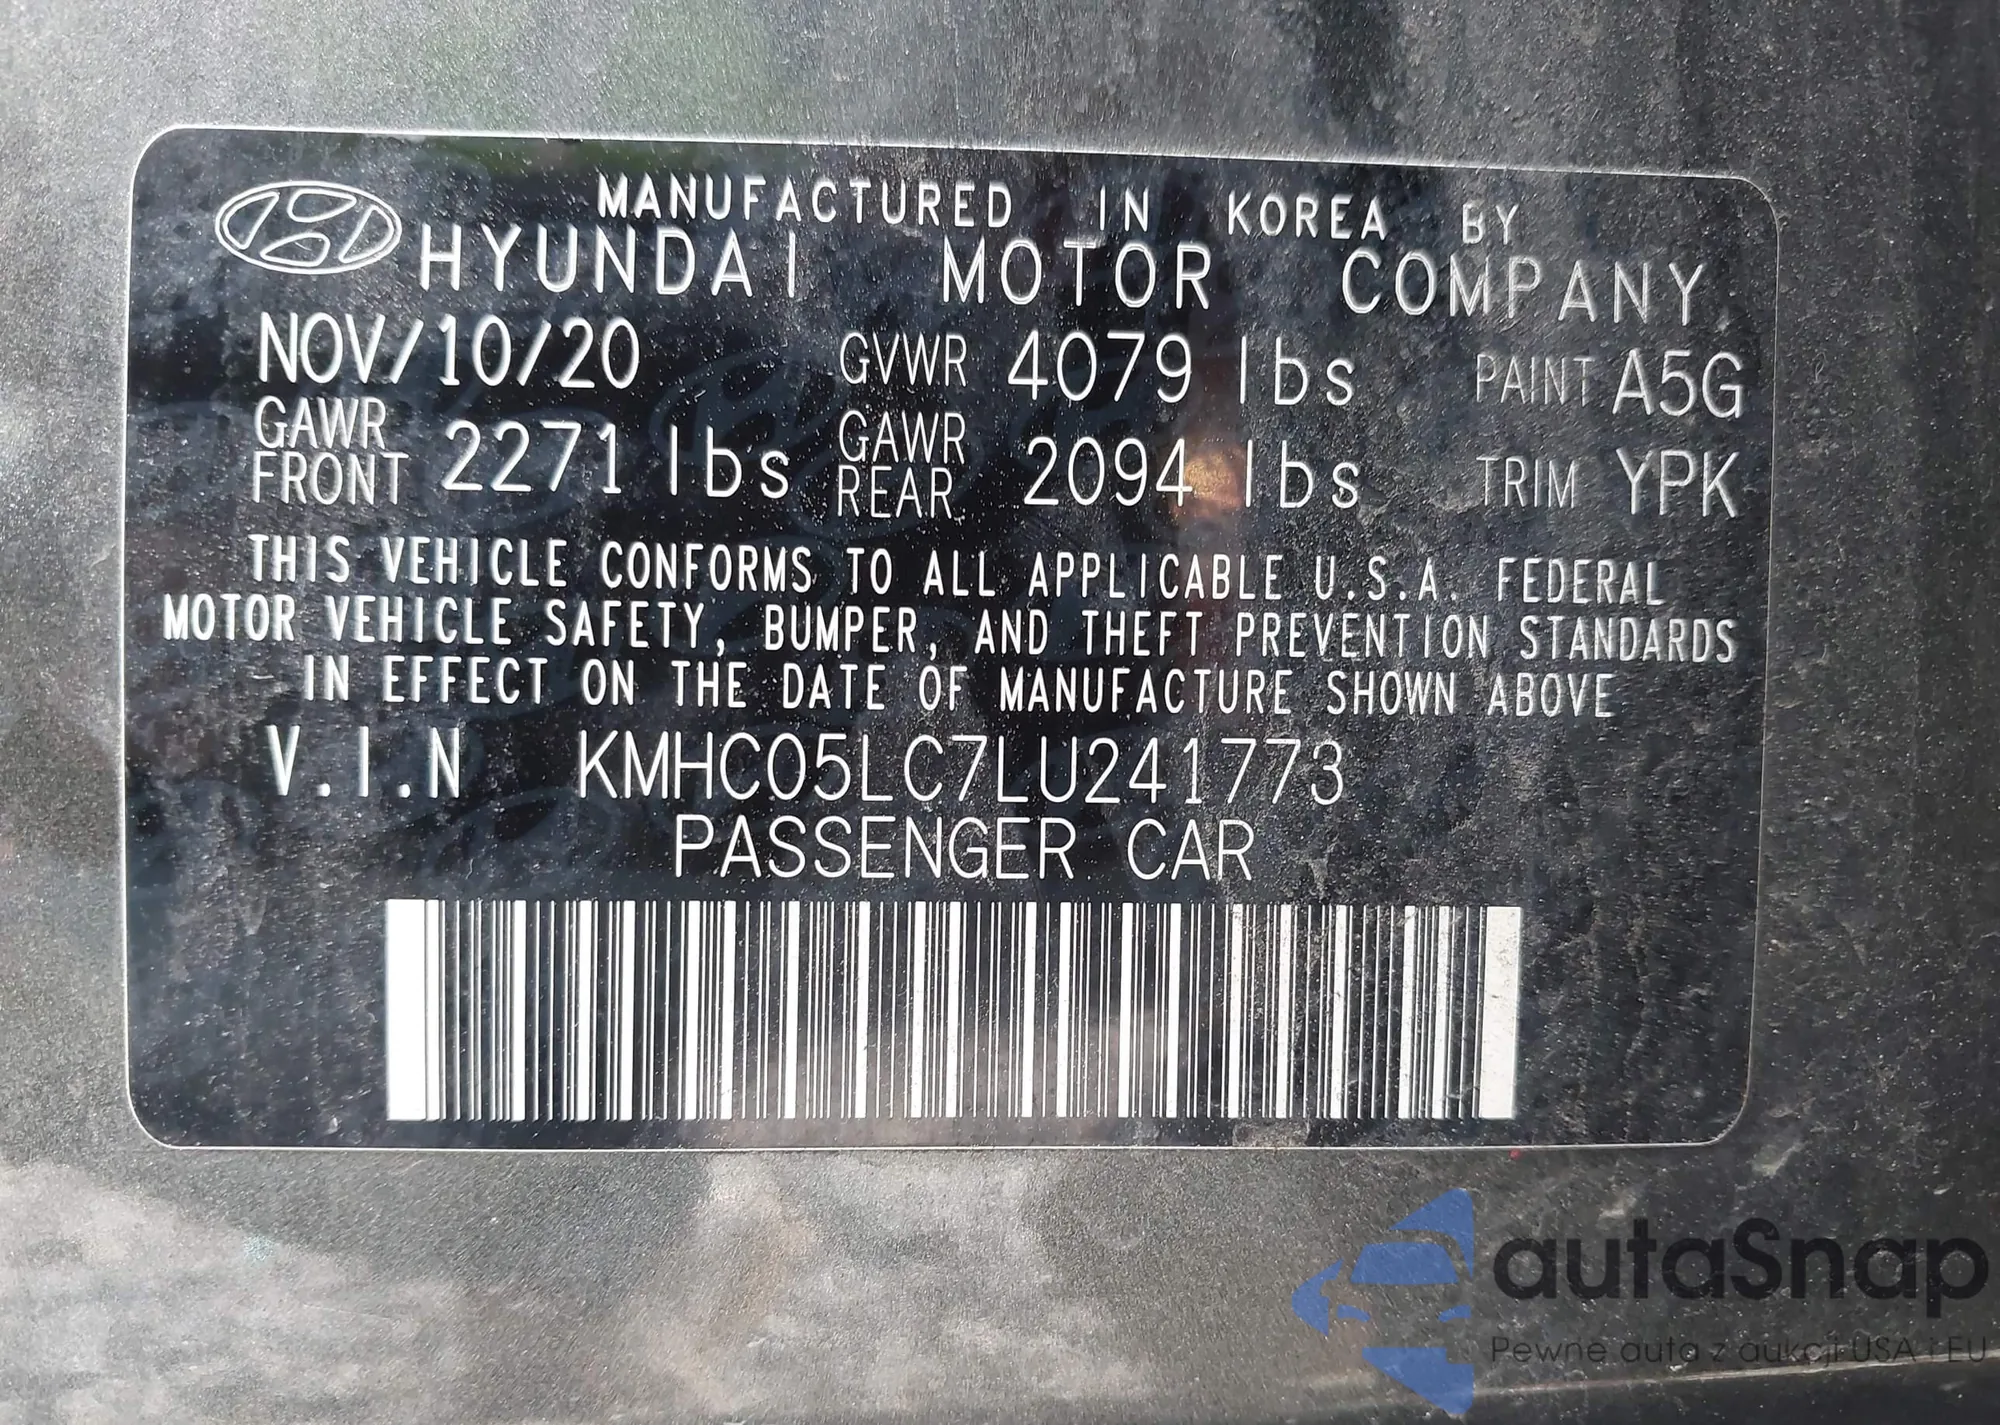 MANUFACTURED IN KOREA BY
HYUNDAI MOTOR COMPANY
NOV/10/20 GVWR 4079 lbs PAINT A5G
GAWR FRONT 2271 lbs GAWR REAR 2094 lbs TRIM YPK
THIS VEHICLE CONFORMS TO ALL APPLICABLE U.S.A. FEDERAL
MOTOR VEHICLE SAFETY, BUMPER, AND THEFT PREVENTION STANDARDS
IN EFFECT ON THE DATE OF MANUFACTURE SHOWN ABOVE
V.I.N KMHC05LC7LU241773
PASSENGER CAR
autaSnap
Pewne auta z aukcji USA i EU